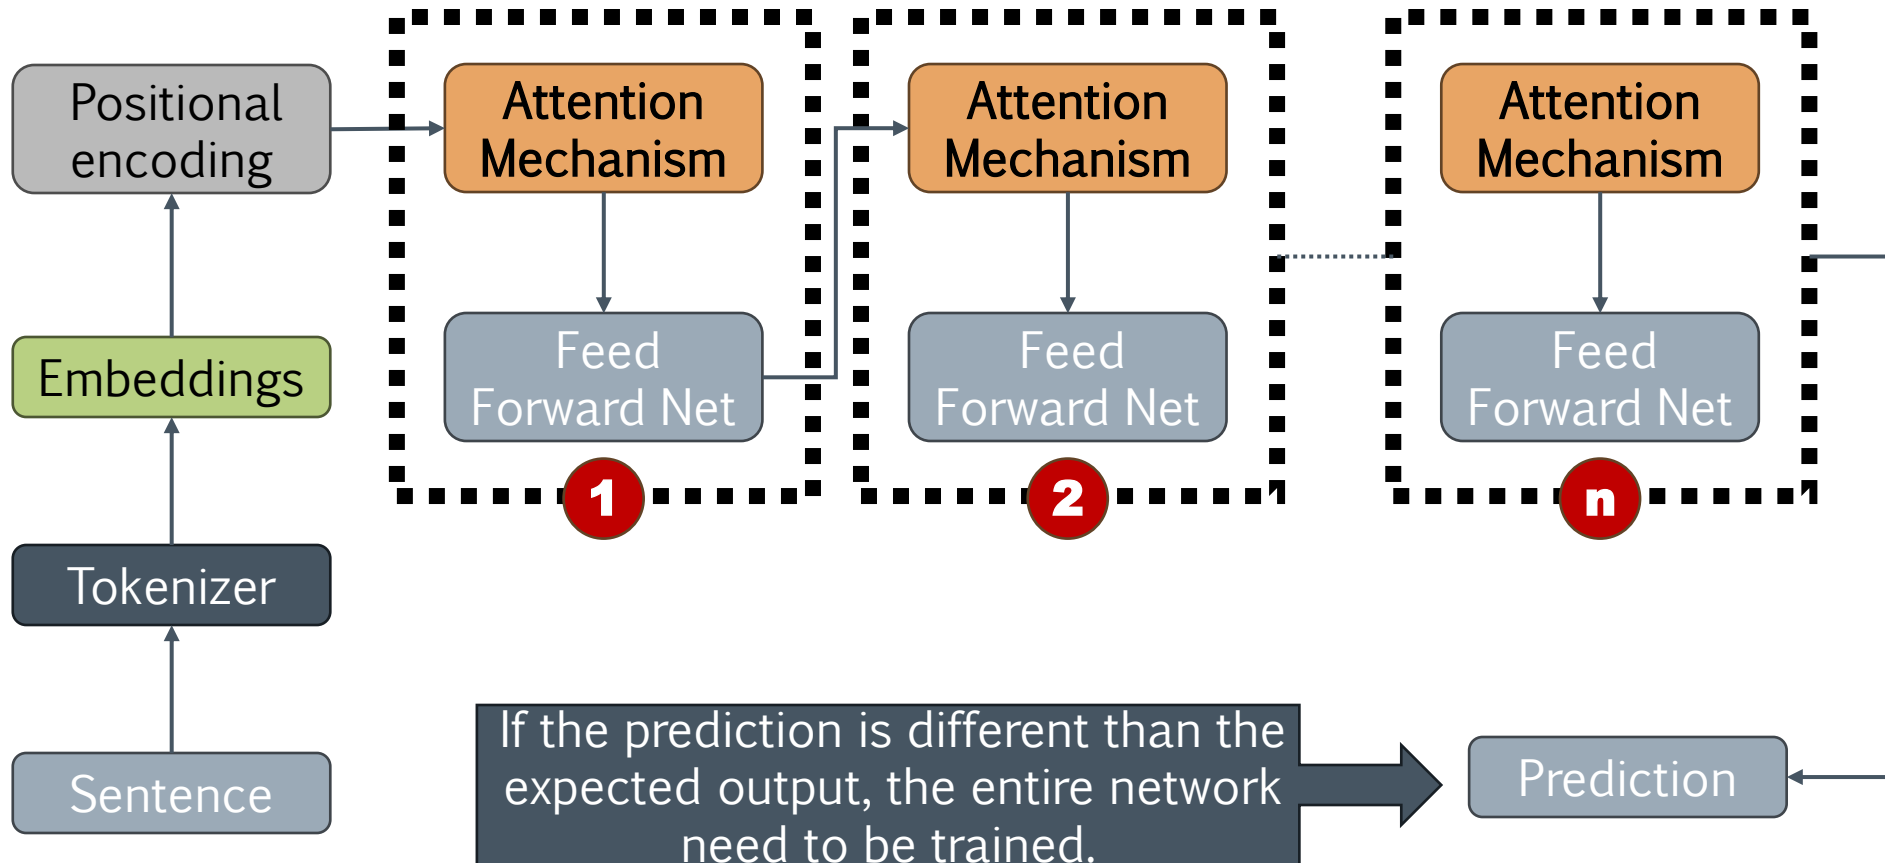 Positional
encoding
Embeddings
Tokenizer
Sentence
Attention
Mechanism
Feed
Forward Net
1
Attention
Mechanism
Feed
Forward Net
2
Attention
Mechanism
Feed
Forward Net
n
If the prediction is different than the
expected output, the entire network
need to be trained.
Prediction